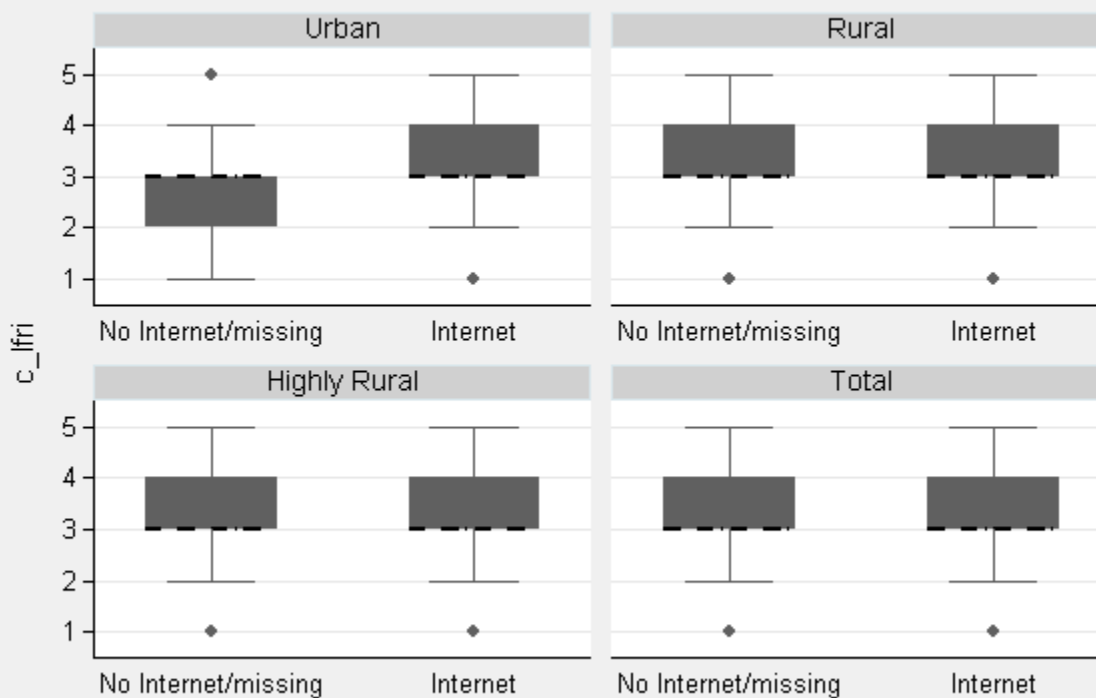 Urban
Rural
5
4
3
2
1
No Internet/missing
Internet
No Internet/missing
Internet
c_lfri
Highly Rural
Total
5
4
3
2
1
No Internet/missing
Internet
No Internet/missing
Internet